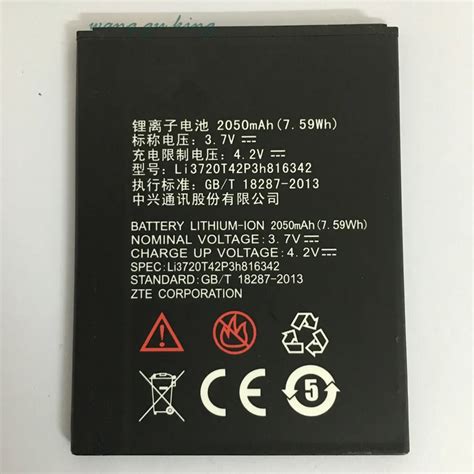 wang au king
锂离子电池 2050mAh(7.59Wh)
标称电压: 3.7V
充电限制电压: 4.2V
型号: Li3720T42P3h816342
执行标准: GB/T 18287-2013
中兴通讯股份有限公司
BATTERY LITHIUM-ION 2050mAh(7.59Wh)
NOMINAL VOLTAGE: 3.7V
CHARGE UP VOLTAGE: 4.2V
SPEC:Li3720T42P3h816342
STANDARD:GB/T 18287-2013
ZTE CORPORATION
CE
5